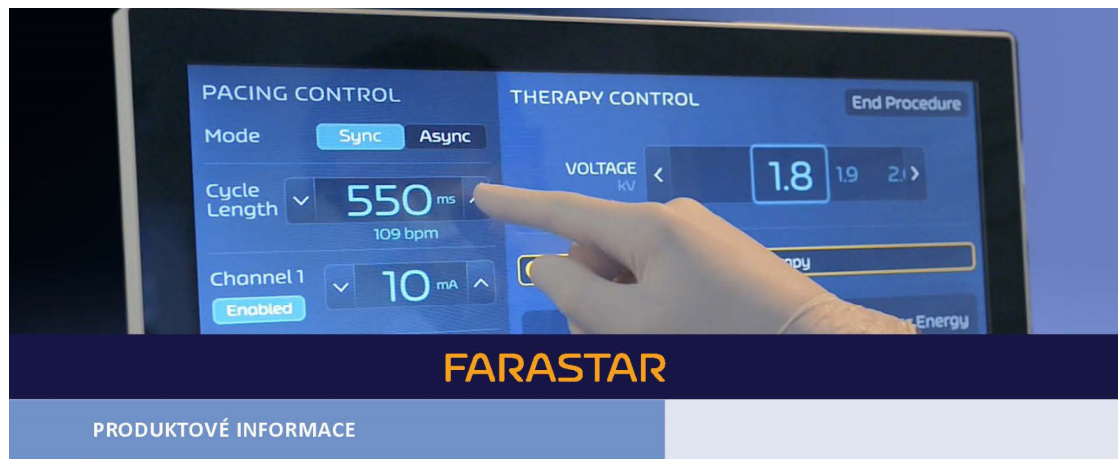 PACING CONTROL
Mode
Sync
Async
Cycle
Length
550 ms
109 bpm
Channel 1
Enabled
10 mA
THERAPY CONTROL
End Procedure
VOLTAGE
kV
1.8
1.9
Energy
FARASTAR
PRODUKTOVÉ INFORMACE